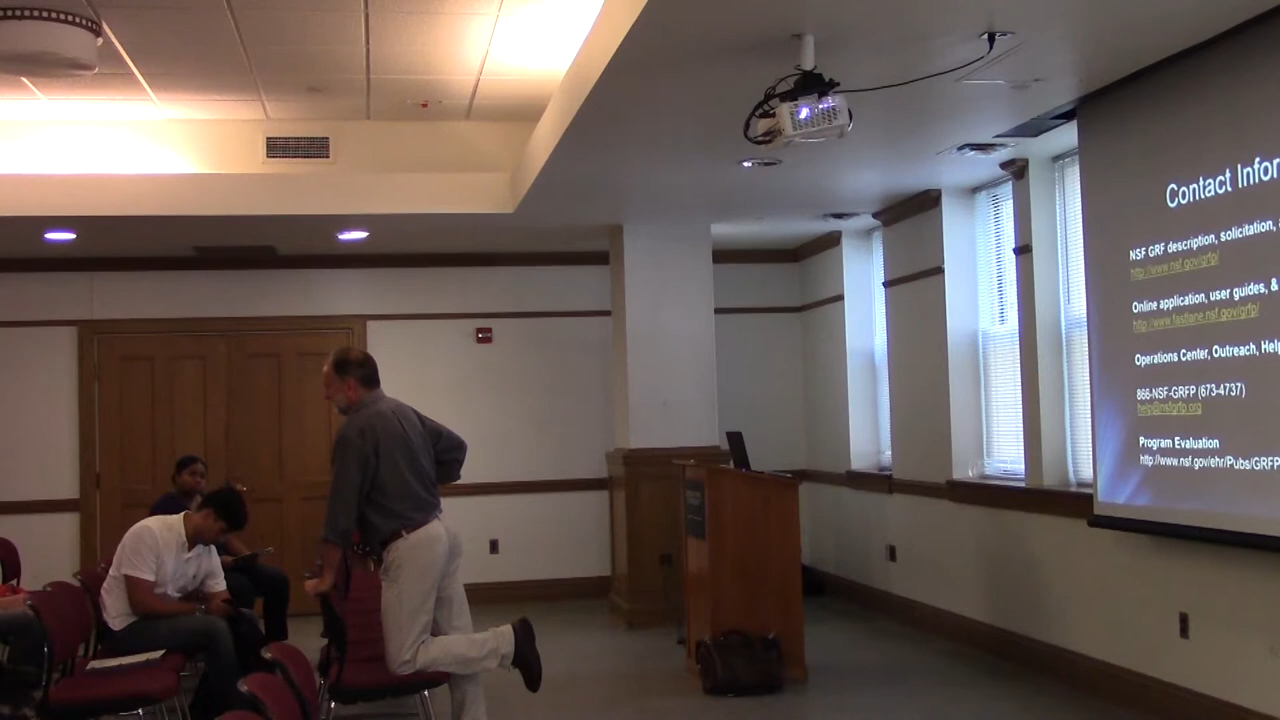 Contact Infor
NSF GRF description, solicitation,
http://www.nsf.gov/grfp/
Online application, user guides, &
http://www.fastlane.nsf.gov/grfp/
Operations Center, Outreach, Help
866-NSF-GRFP (673-4737)
help@nsfgrfp.org
Program Evaluation
http://www.nsf.gov/ehr/Pubs/GRFP